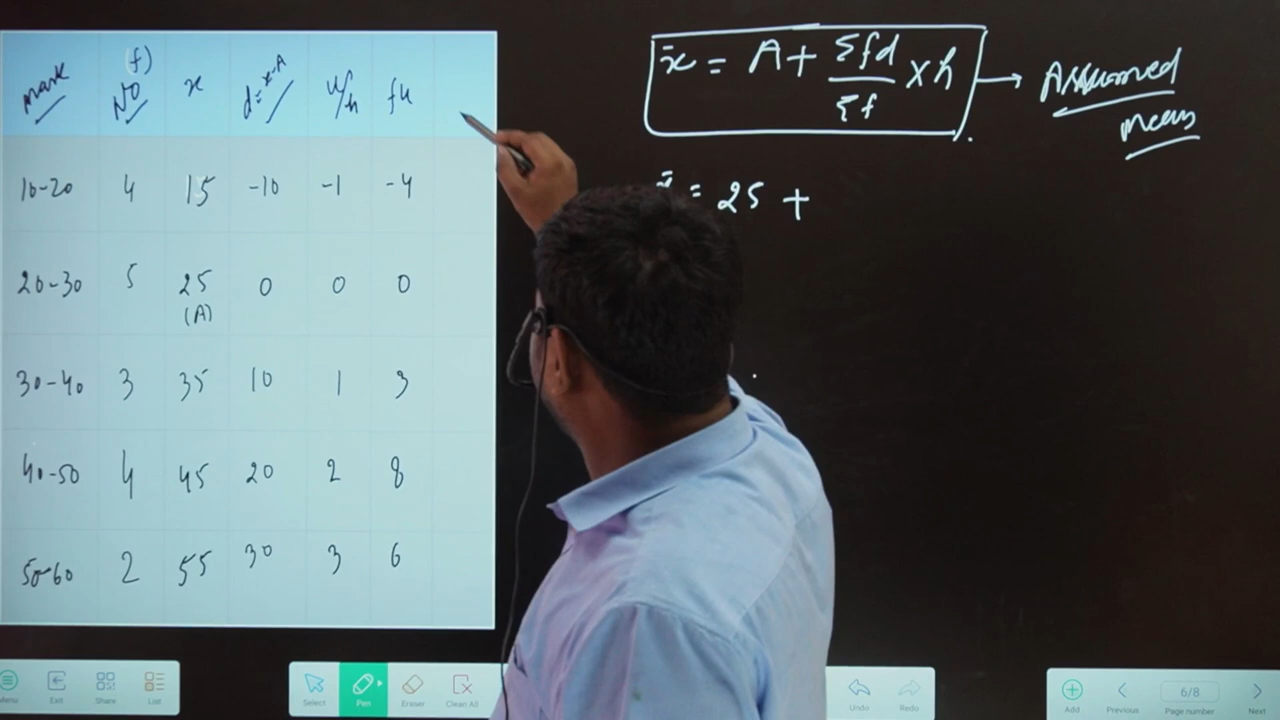 mark (f) NO x d=x-A u/h fu
10-20 4 15 -10 -1 -4
20-30 5 25 (A) 0 0 0
30-40 3 35 10 1 3
40-50 4 45 20 2 8
50-60 2 55 30 3 6
x̄ = A + Σfd/Σf × h → Assumed mean
x̄ = 25 +
Menu Exit Share List Select Pen Eraser Clean All Undo Redo Add Previous 6/8 Page number Next